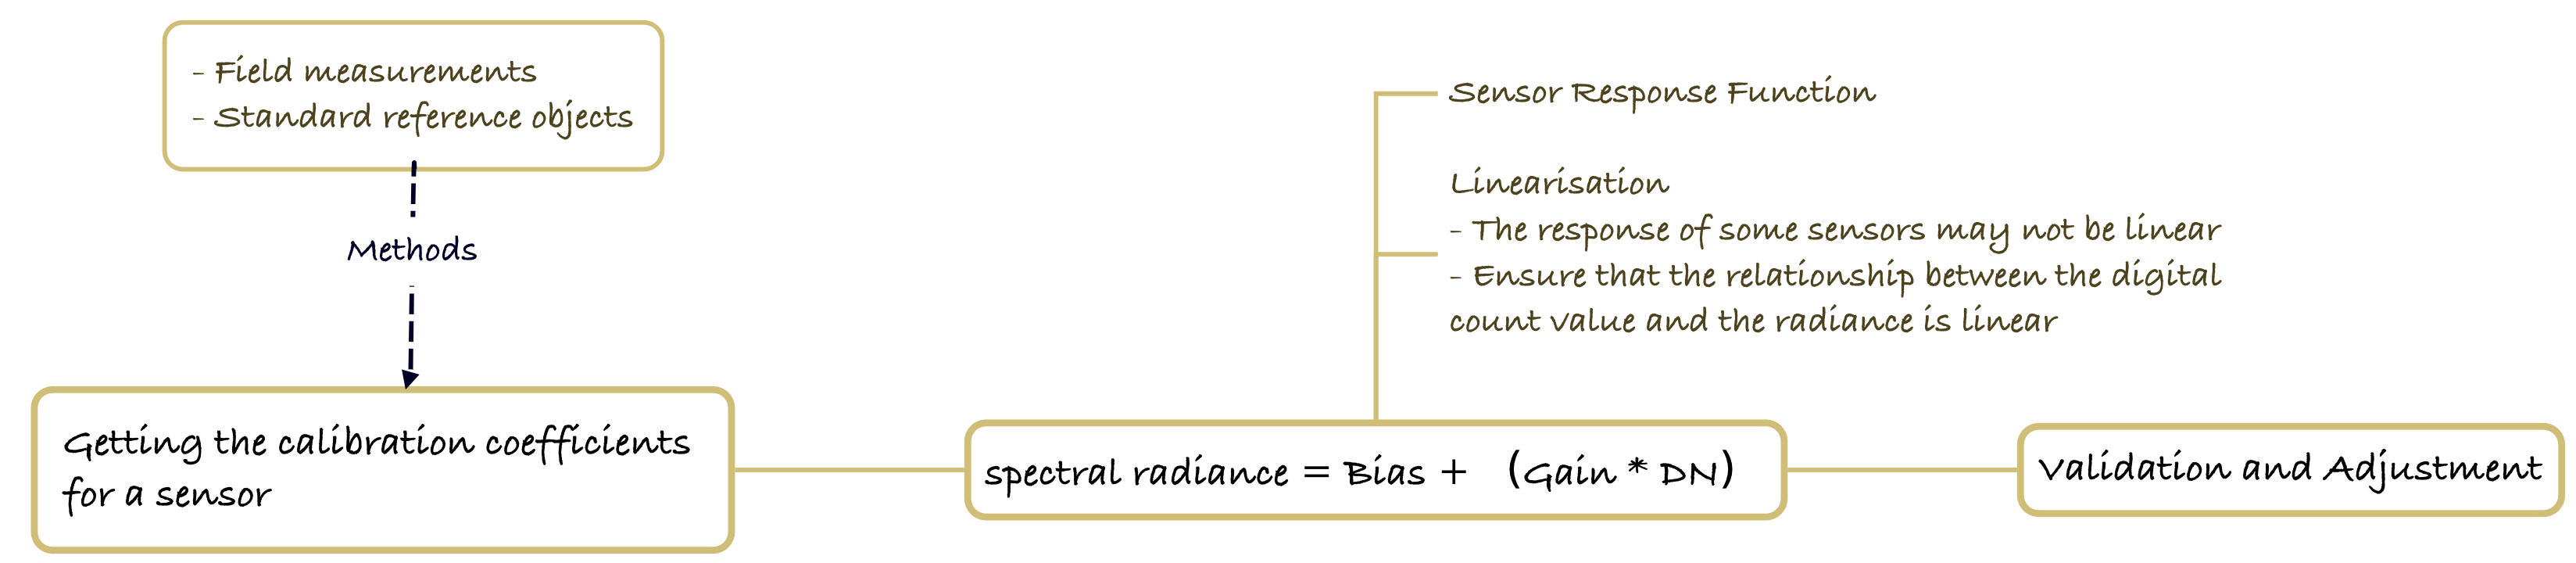 - Field measurements
- Standard reference objects
Methods
Getting the calibration coefficients
for a sensor
Sensor Response Function
Linearisation
- The response of some sensors may not be linear
- Ensure that the relationship between the digital
count value and the radiance is linear
spectral radiance = Bias + (Gain * DN)
Validation and Adjustment